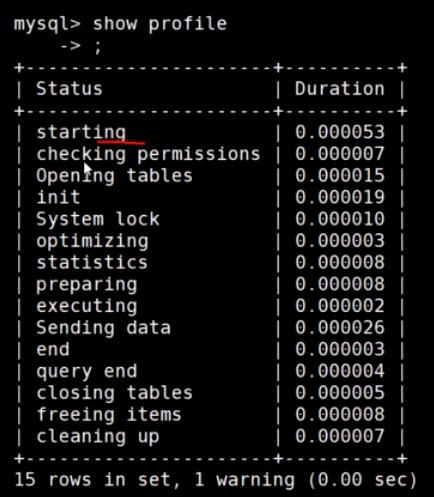 mysql> show profile
    -> ;
+----------------------+----------+
| Status               | Duration |
+----------------------+----------+
| starting             | 0.000053 |
| checking permissions | 0.000007 |
| Opening tables       | 0.000015 |
| init                 | 0.000019 |
| System lock          | 0.000010 |
| optimizing           | 0.000003 |
| statistics           | 0.000008 |
| preparing            | 0.000008 |
| executing            | 0.000002 |
| Sending data         | 0.000026 |
| end                  | 0.000003 |
| query end            | 0.000004 |
| closing tables       | 0.000005 |
| freeing items        | 0.000008 |
| cleaning up          | 0.000007 |
+----------------------+----------+
15 rows in set, 1 warning (0.00 sec)